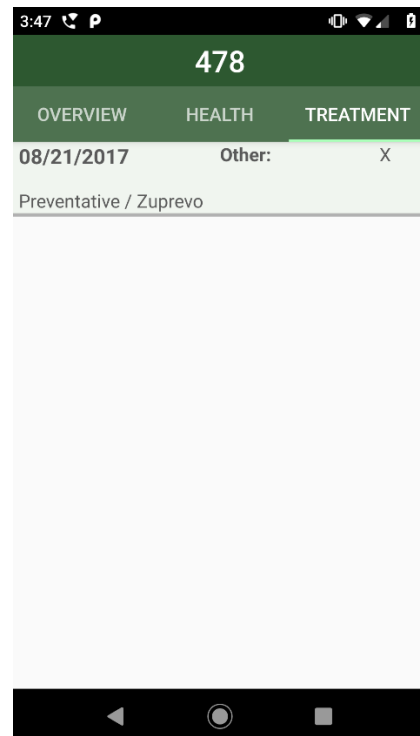 3:47
478
OVERVIEW HEALTH TREATMENT
08/21/2017 Other: X
Preventative / Zuprevo